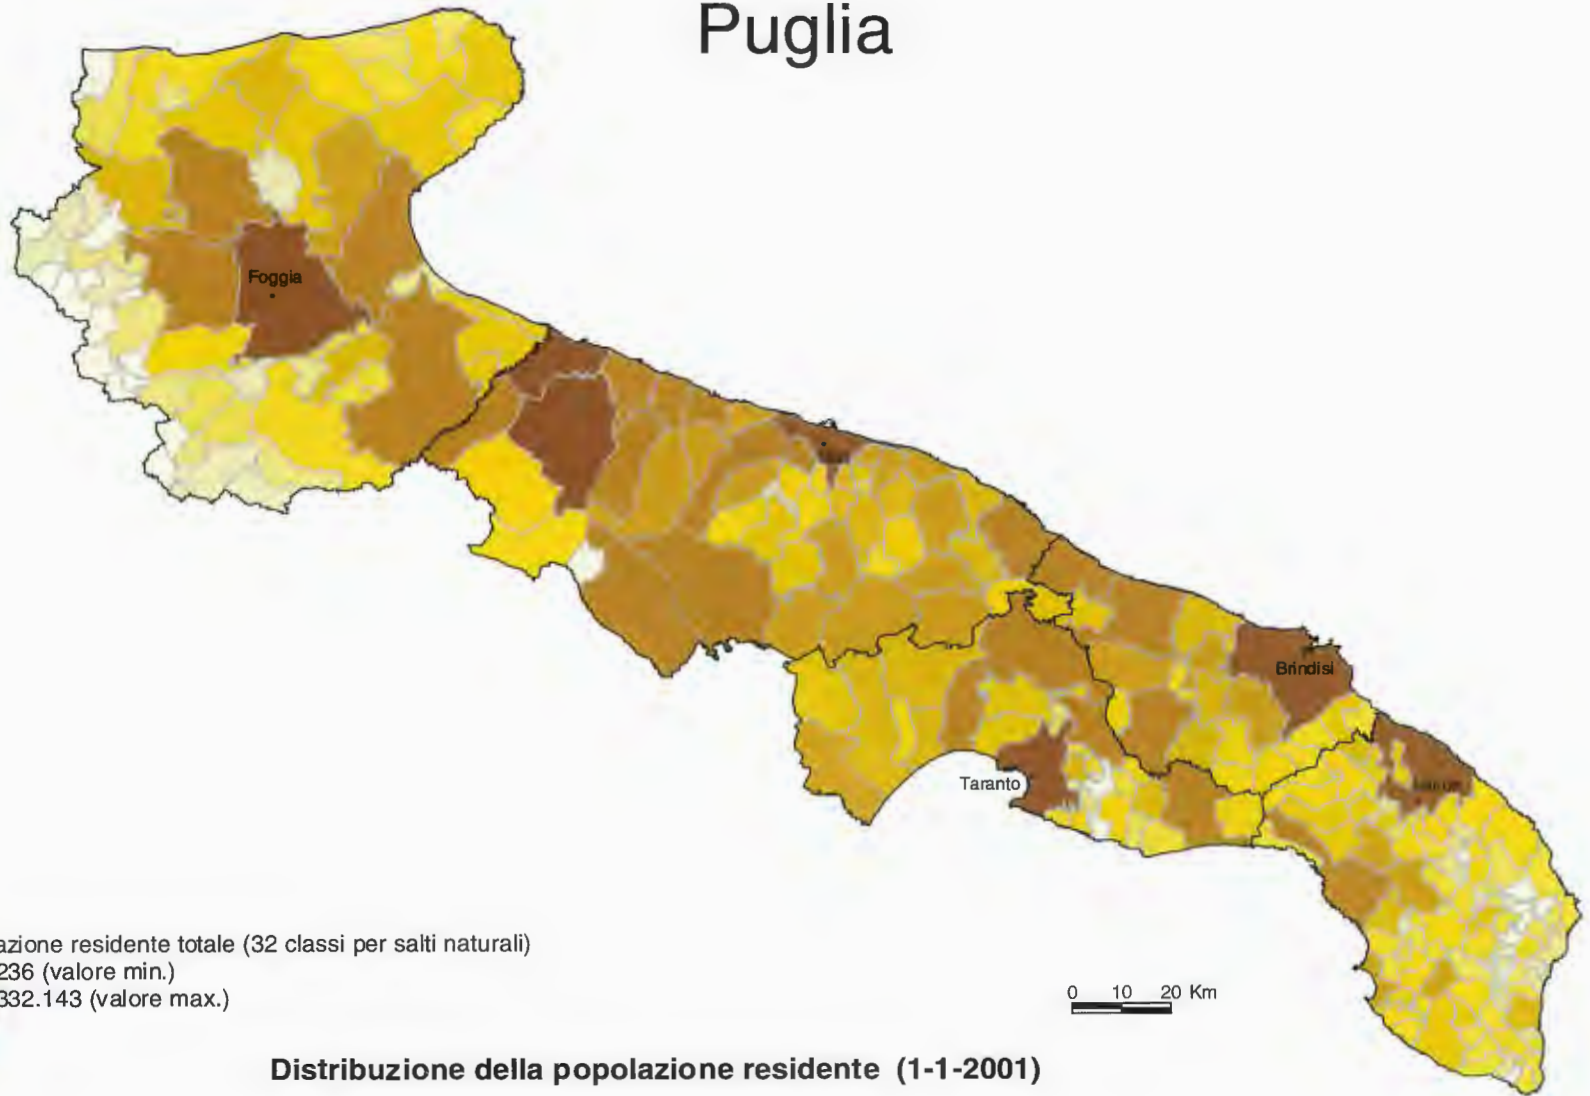 Puglia
Foggia
Brindisi
Taranto
azione residente totale (32 classi per salti naturali)
236 (valore min.)
332.143 (valore max.)
0 10 20 Km
Distribuzione della popolazione residente (1-1-2001)